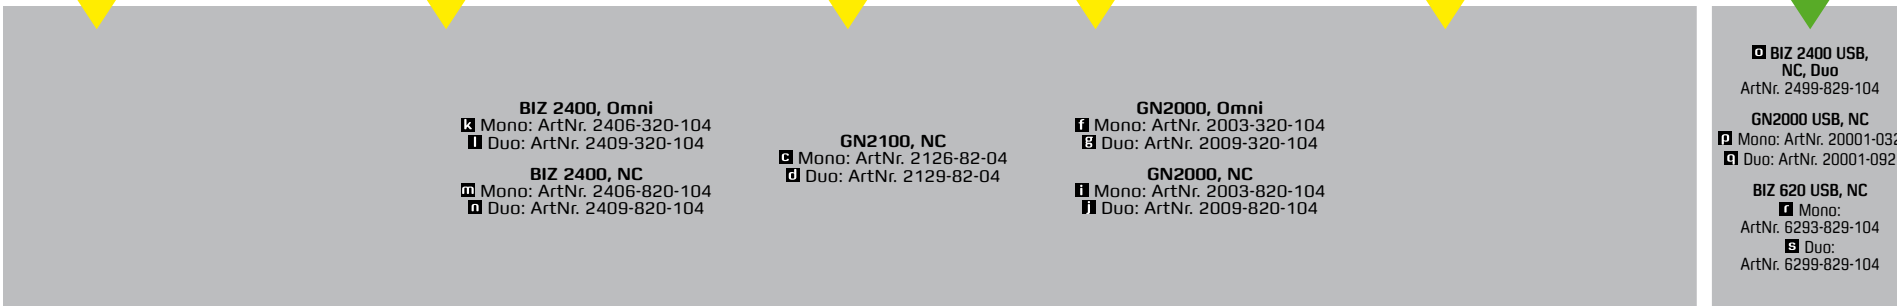 BIZ 2400, Omni
k Mono: ArtNr. 2406-320-104
l Duo: ArtNr. 2409-320-104
BIZ 2400, NC
m Mono: ArtNr. 2406-820-104
n Duo: ArtNr. 2409-820-104
GN2100, NC
c Mono: ArtNr. 2126-82-04
d Duo: ArtNr. 2129-82-04
GN2000, Omni
f Mono: ArtNr. 2003-320-104
g Duo: ArtNr. 2009-320-104
GN2000, NC
i Mono: ArtNr. 2003-820-104
j Duo: ArtNr. 2009-820-104
o BIZ 2400 USB,
NC, Duo
ArtNr. 2499-829-104
GN2000 USB, NC
p Mono: ArtNr. 20001-032
q Duo: ArtNr. 20001-092
BIZ 620 USB, NC
r Mono:
ArtNr. 6293-829-104
s Duo:
ArtNr. 6299-829-104